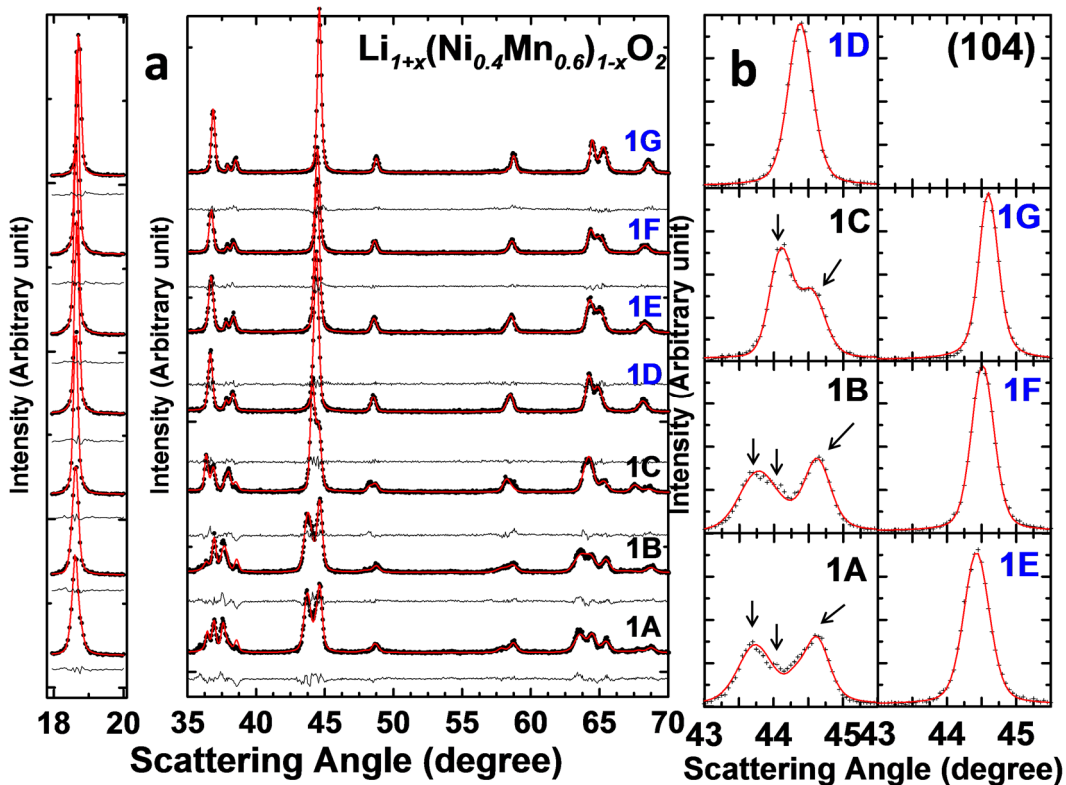 a
Li1+x(Ni0.4Mn0.6)1-xO2
1G
1F
1E
1D
1C
1B
1A
Intensity (Arbitrary unit)
Intensity (Arbitrary unit)
18 20
35 40 45 50 55 60 65 70
Scattering Angle (degree)
b
1D
(104)
1C
1G
1B
1F
1A
1E
Intensity (Arbitrary unit)
43 44 45 43 44 45
Scattering Angle (degree)